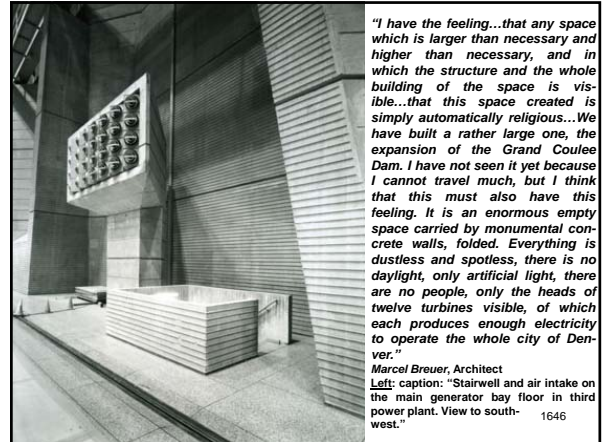 "I have the feeling…that any space
which is larger than necessary and
higher than necessary, and in
which the structure and the whole
building of the space is vis-
ible…that this space created is
simply automatically religious…We
have built a rather large one, the
expansion of the Grand Coulee
Dam. I have not seen it yet because
I cannot travel much, but I think
that this must also have this
feeling. It is an enormous empty
space carried by monumental con-
crete walls, folded. Everything is
dustless and spotless, there is no
daylight, only artificial light, there
are no people, only the heads of
twelve turbines visible, of which
each produces enough electricity
to operate the whole city of Den-
ver."
Marcel Breuer, Architect
Left: caption: "Stairwell and air intake on
the main generator bay floor in third
power plant. View to south-
west."
1646